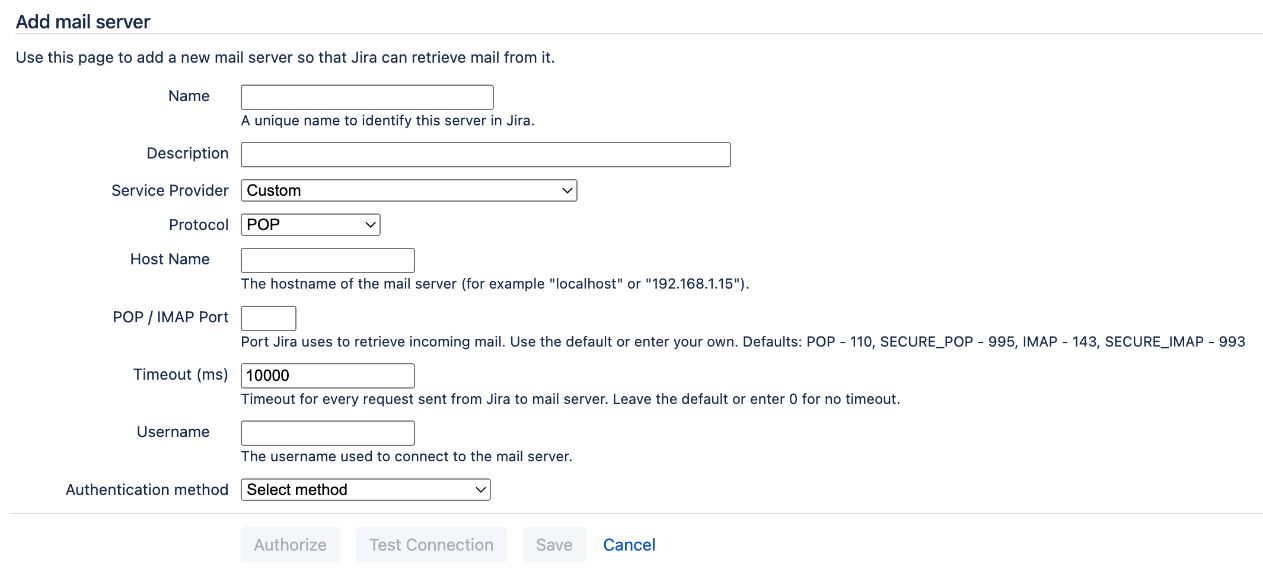 Add mail server
Use this page to add a new mail server so that Jira can retrieve mail from it.
Name
A unique name to identify this server in Jira.
Description
Service Provider Custom
Protocol POP
Host Name
The hostname of the mail server (for example "localhost" or "192.168.1.15").
POP / IMAP Port
Port Jira uses to retrieve incoming mail. Use the default or enter your own. Defaults: POP - 110, SECURE_POP - 995, IMAP - 143, SECURE_IMAP - 993
Timeout (ms) 10000
Timeout for every request sent from Jira to mail server. Leave the default or enter 0 for no timeout.
Username
The username used to connect to the mail server.
Authentication method Select method
Authorize Test Connection Save Cancel